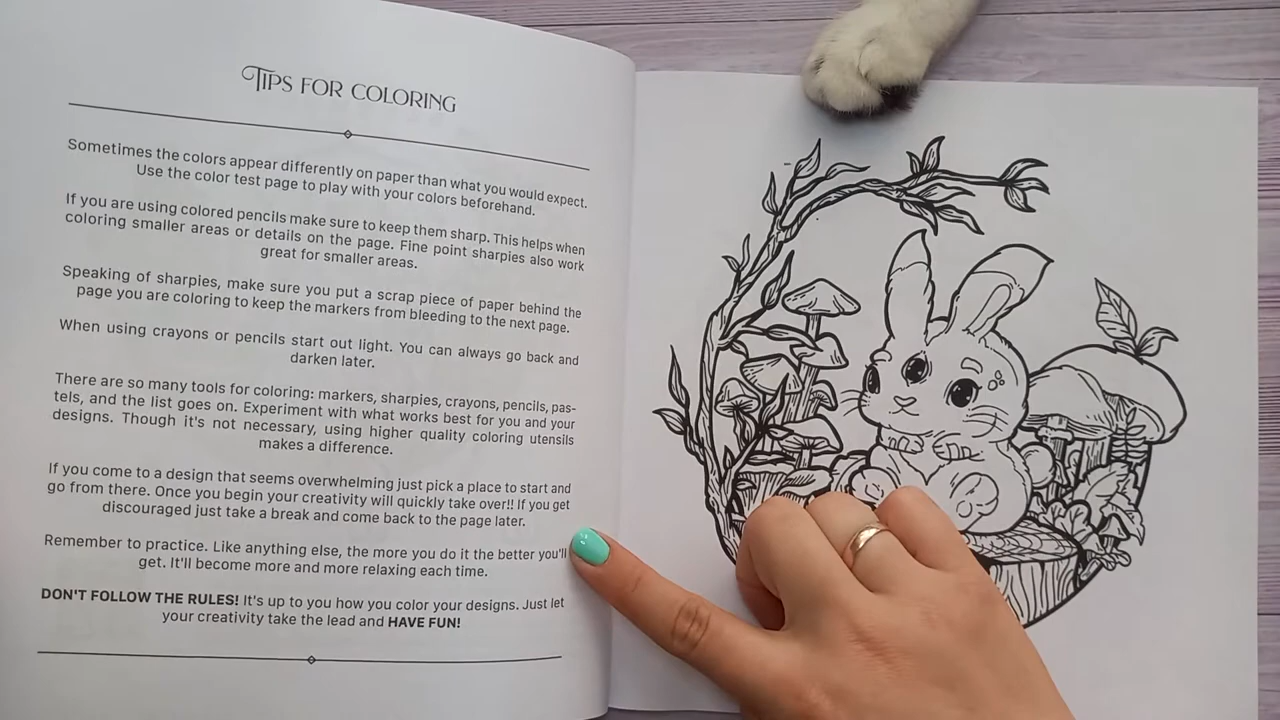 TIPS FOR COLORING
Sometimes the colors appear differently on paper than what you would expect.
Use the color test page to play with your colors beforehand.
If you are using colored pencils make sure to keep them sharp. This helps when
coloring smaller areas or details on the page. Fine point sharpies also work
great for smaller areas.
Speaking of sharpies, make sure you put a scrap piece of paper behind the
page you are coloring to keep the markers from bleeding to the next page.
When using crayons or pencils start out light. You can always go back and
darken later.
There are so many tools for coloring: markers, sharpies, crayons, pencils, pas-
tels, and the list goes on. Experiment with what works best for you and your
designs. Though it's not necessary, using higher quality coloring utensils
makes a difference.
If you come to a design that seems overwhelming just pick a place to start and
go from there. Once you begin your creativity will quickly take over!! If you get
discouraged just take a break and come back to the page later.
Remember to practice. Like anything else, the more you do it the better you'll
get. It'll become more and more relaxing each time.
DON'T FOLLOW THE RULES! It's up to you how you color your designs. Just let
your creativity take the lead and HAVE FUN!